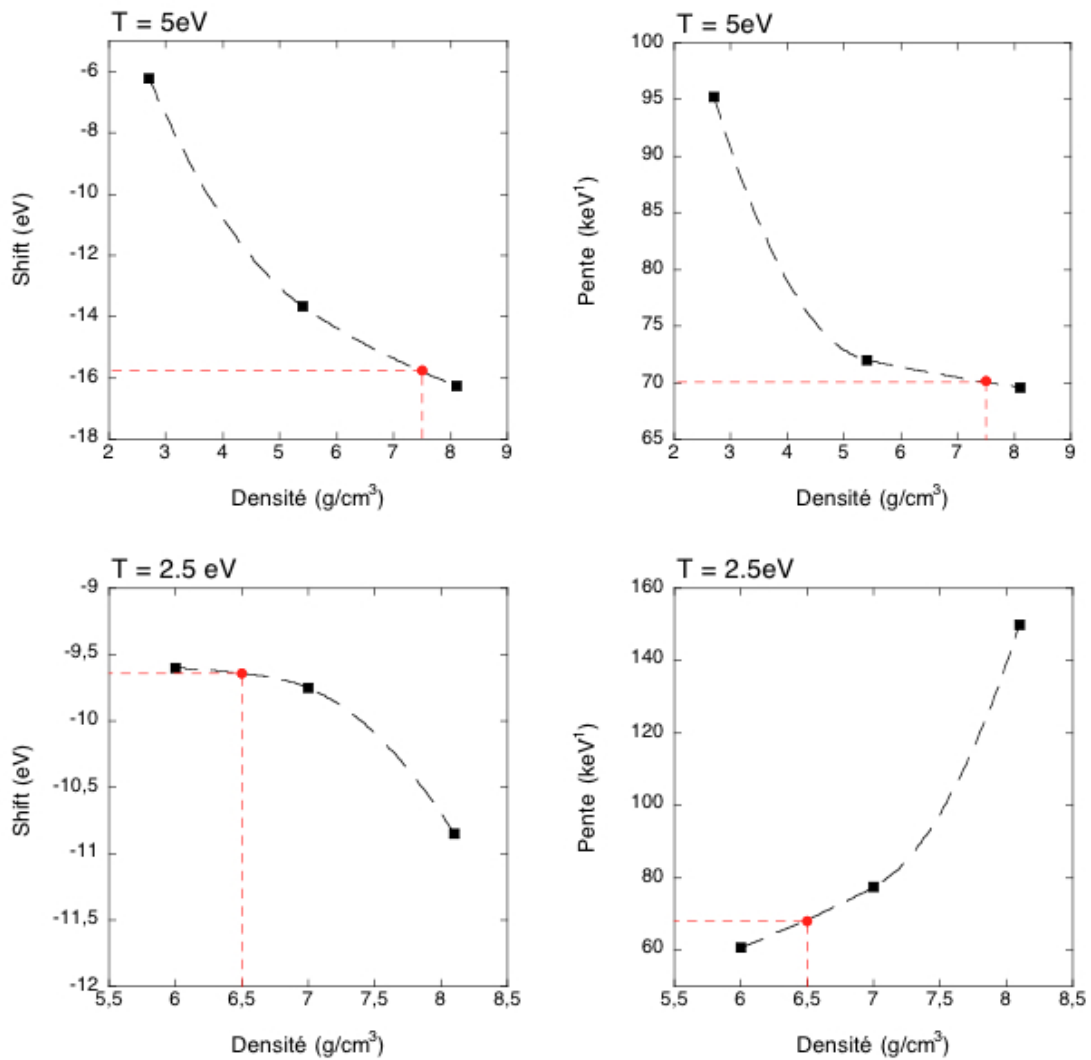 T = 5eV
-6
-8
-10
-12
-14
-16
-18
2 3 4 5 6 7 8 9
Shift (eV)
Densité (g/cm³)
T = 5eV
100
95
90
85
80
75
70
65
2 3 4 5 6 7 8 9
Pente (keV¹)
Densité (g/cm³)
T = 2.5 eV
-9
-9,5
-10
-10,5
-11
-11,5
-12
5,5 6 6,5 7 7,5 8 8,5
Shift (eV)
Densité (g/cm³)
T = 2.5eV
160
140
120
100
80
60
5,5 6 6,5 7 7,5 8 8,5
Pente (keV¹)
Densité (g/cm³)